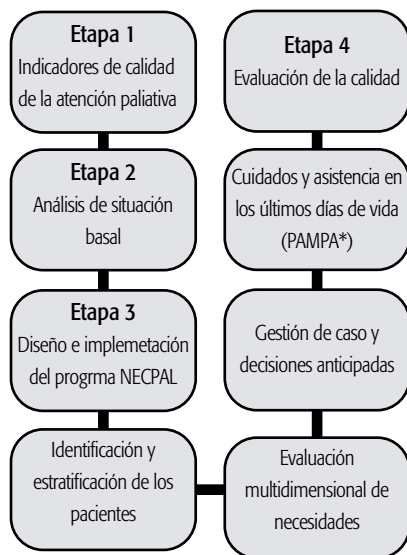 Etapa 1
Indicadores de calidad
de la atención paliativa
Etapa 2
Análisis de situación
basal
Etapa 3
Diseño e implemetación
del progrma NECPAL
Identificación y
estratificación de los
pacientes
Evaluación
multidimensional de
necesidades
Gestión de caso y
decisiones anticipadas
Cuidados y asistencia en
los últimos días de vida
(PAMPA*)
Etapa 4
Evaluación de la calidad